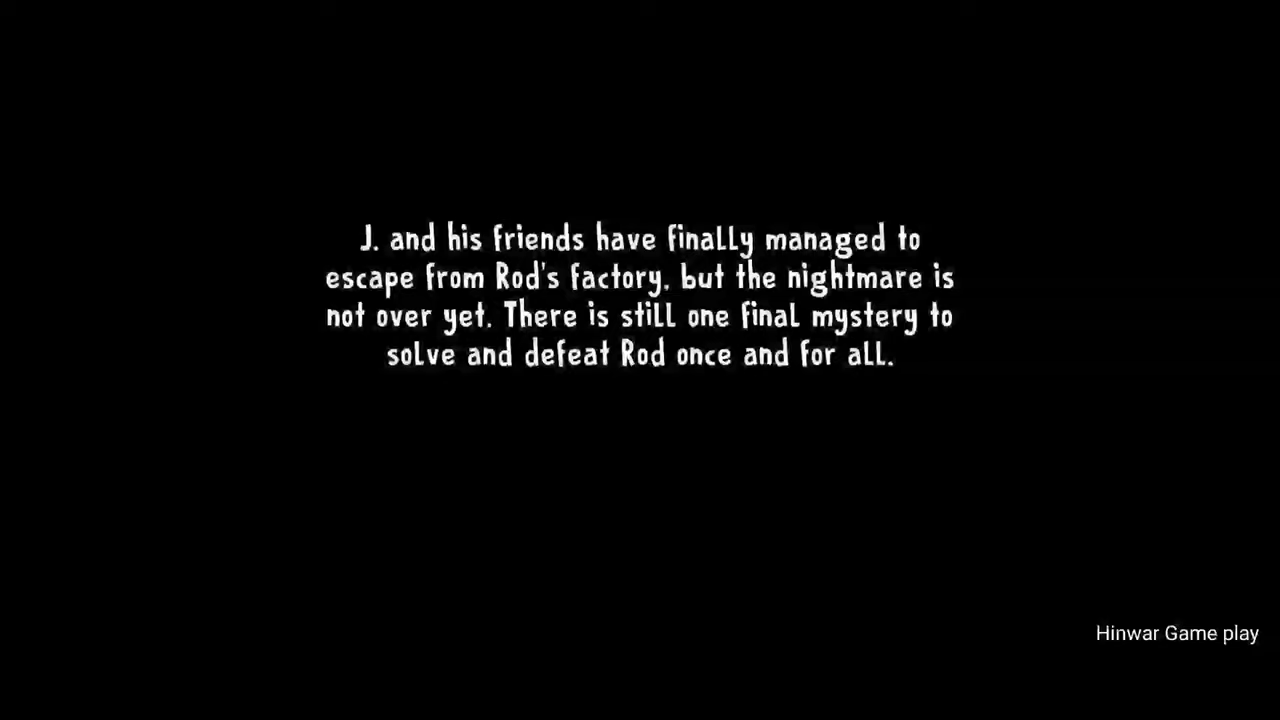 J. and his friends have finally managed to
escape from Rod's factory, but the nightmare is
not over yet. There is still one final mystery to
solve and defeat Rod once and for all.
Hinwar Game play